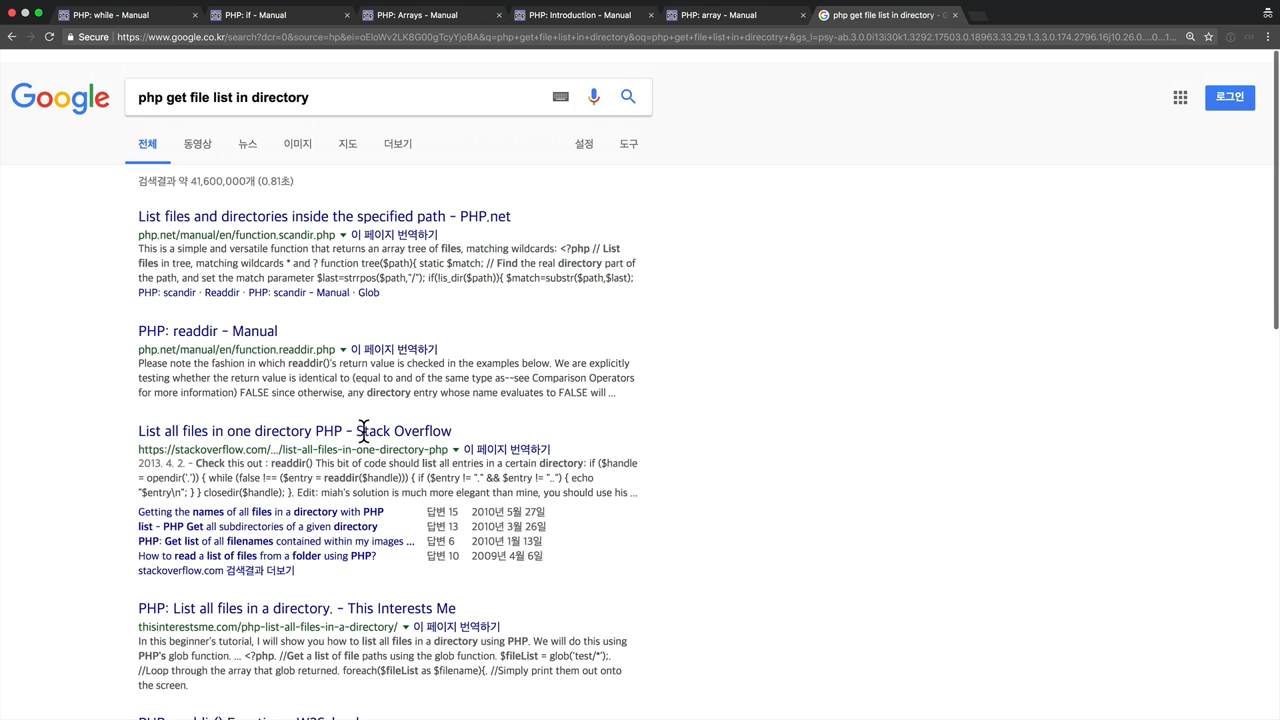 PHP: while - Manual
PHP: if - Manual
PHP: Arrays - Manual
PHP: Introduction - Manual
PHP: array - Manual
php get file list in directory - G
Secure https://www.google.co.kr/search?dcr=0&source=hp&ei=oEIoWv2LK8G00gTcyYjoBA&q=php+get+file+list+in+directory&oq=php+get+file+list+in+direcotry+&gs_l=psy-ab.3.0.0i13i30k1.3292.17503.0.18963.33.29.1.3.3.0.174.2796.16j10.26.0....0...1...
Google
php get file list in directory
로그인
전체 동영상 뉴스 이미지 지도 더보기 설정 도구
검색결과 약 41,600,000개 (0.81초)
List files and directories inside the specified path - PHP.net
php.net/manual/en/function.scandir.php ▼ 이 페이지 번역하기
This is a simple and versatile function that returns an array tree of files, matching wildcards: <?php // List
files in tree, matching wildcards * and ? function tree($path){ static $match; // Find the real directory part of
the path, and set the match parameter $last=strrpos($path,"/"); if(!is_dir($path)){ $match=substr($path,$last);
PHP: scandir · Readdir · PHP: scandir - Manual · Glob
PHP: readdir - Manual
php.net/manual/en/function.readdir.php ▼ 이 페이지 번역하기
Please note the fashion in which readdir()'s return value is checked in the examples below. We are explicitly
testing whether the return value is identical to (equal to and of the same type as--see Comparison Operators
for more information) FALSE since otherwise, any directory entry whose name evaluates to FALSE will ...
List all files in one directory PHP - Stack Overflow
https://stackoverflow.com/.../list-all-files-in-one-directory-php ▼ 이 페이지 번역하기
2013. 4. 2. - Check this out : readdir() This bit of code should list all entries in a certain directory: if ($handle
= opendir('.')) { while (false !== ($entry = readdir($handle))) { if ($entry != "." && $entry != "..") { echo
"$entry\n"; } } closedir($handle); }. Edit: miah's solution is much more elegant than mine, you should use his ...
Getting the names of all files in a directory with PHP 답변 15 2010년 5월 27일
list - PHP Get all subdirectories of a given directory 답변 13 2010년 3월 26일
PHP: Get list of all filenames contained within my images ... 답변 6 2010년 1월 13일
How to read a list of files from a folder using PHP? 답변 10 2009년 4월 6일
stackoverflow.com 검색결과 더보기
PHP: List all files in a directory. - This Interests Me
thisinterestsme.com/php-list-all-files-in-a-directory/ ▼ 이 페이지 번역하기
In this beginner's tutorial, I will show you how to list all files in a directory using PHP. We will do this using
PHP's glob function. ... <?php. //Get a list of file paths using the glob function. $fileList = glob('test/*');.
//Loop through the array that glob returned. foreach($fileList as $filename){. //Simply print them out onto
the screen.